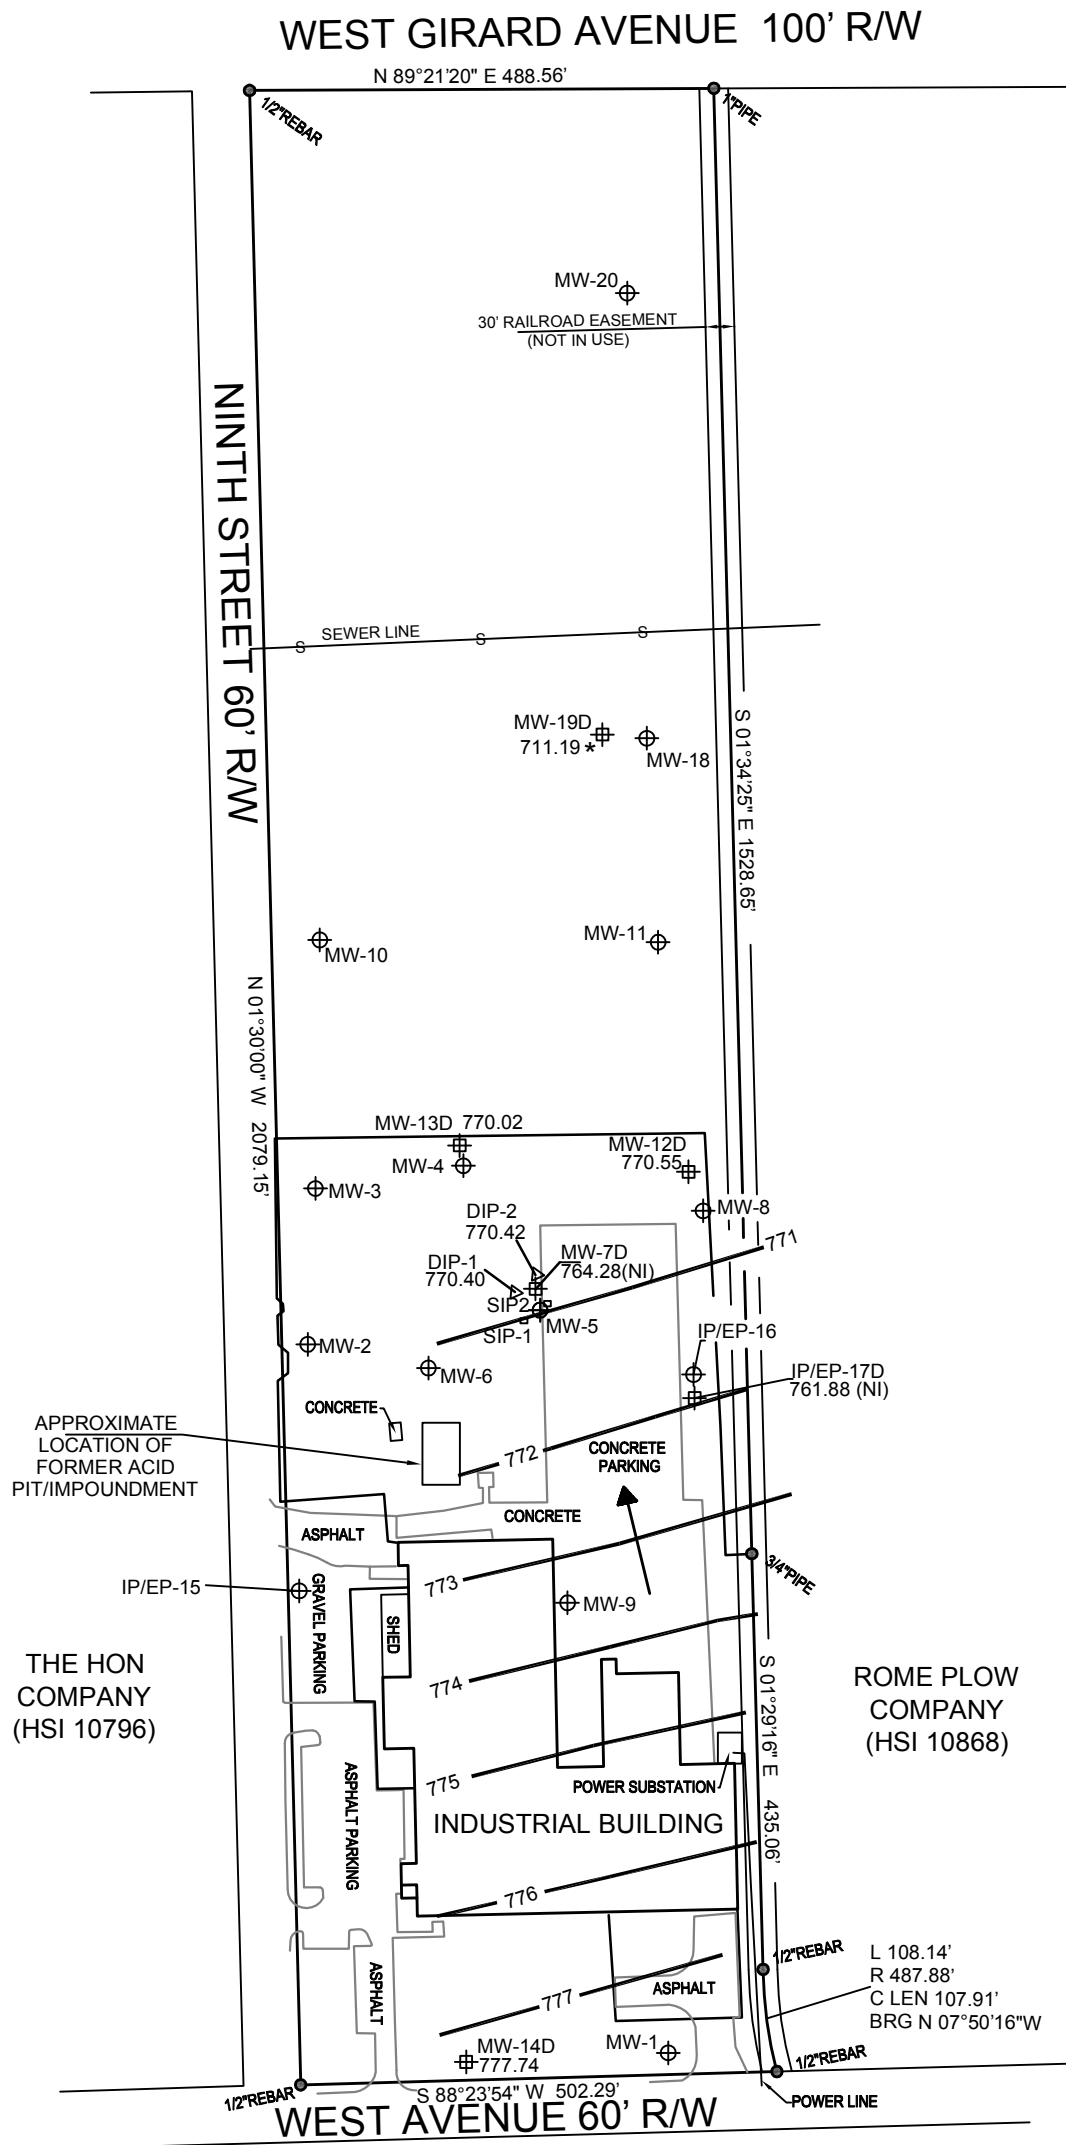 WEST GIRARD AVENUE 100' R/W
N 89°21'20" E 488.56'
1/2"REBAR
1"PIPE
MW-20
30' RAILROAD EASEMENT
(NOT IN USE)
NINTH STREET 60' R/W
SEWER LINE
S
S
S
MW-19D
711.19 *
MW-18
S 01°34'25" E 1528.65'
MW-10
MW-11
N 01°30'00" W 2079.15'
MW-13D 770.02
MW-12D
770.55
MW-4
MW-3
MW-8
DIP-2
770.42
771
MW-7D
764.28(NI)
DIP-1
770.40
SIP2
MW-5
SIP-1
IP/EP-16
MW-2
MW-6
IP/EP-17D
761.88 (NI)
CONCRETE
APPROXIMATE
LOCATION OF
FORMER ACID
PIT/IMPOUNDMENT
772
CONCRETE
PARKING
CONCRETE
ASPHALT
773
3/4"PIPE
IP/EP-15
GRAVEL PARKING
SHED
MW-9
THE HON
COMPANY
(HSI 10796)
774
S 01°29'16" E 435.06'
ROME PLOW
COMPANY
(HSI 10868)
775
ASPHALT PARKING
POWER SUBSTATION
INDUSTRIAL BUILDING
776
1/2"REBAR
L 108.14'
R 487.88'
C LEN 107.91'
BRG N 07°50'16"W
ASPHALT
777
ASPHALT
MW-14D
777.74
MW-1
1/2"REBAR
1/2"REBAR
S 88°23'54" W 502.29'
POWER LINE
WEST AVENUE 60' R/W